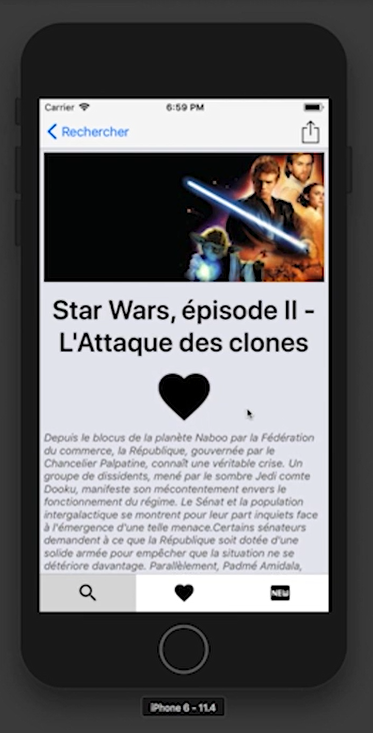 Carrier 6:59 PM
Rechercher
Star Wars, épisode II -
L'Attaque des clones
Depuis le blocus de la planète Naboo par la Fédération
du commerce, la République, gouvernée par le
Chancelier Palpatine, connaît une véritable crise. Un
groupe de dissidents, mené par le sombre Jedi comte
Dooku, manifeste son mécontentement envers le
fonctionnement du régime. Le Sénat et la population
intergalactique se montrent pour leur part inquiets face
à l'émergence d'une telle menace.Certains sénateurs
demandent à ce que la République soit dotée d'une
solide armée pour empêcher que la situation ne se
détériore davantage. Parallèlement, Padmé Amidala,
NEW
iPhone 6 - 11.4